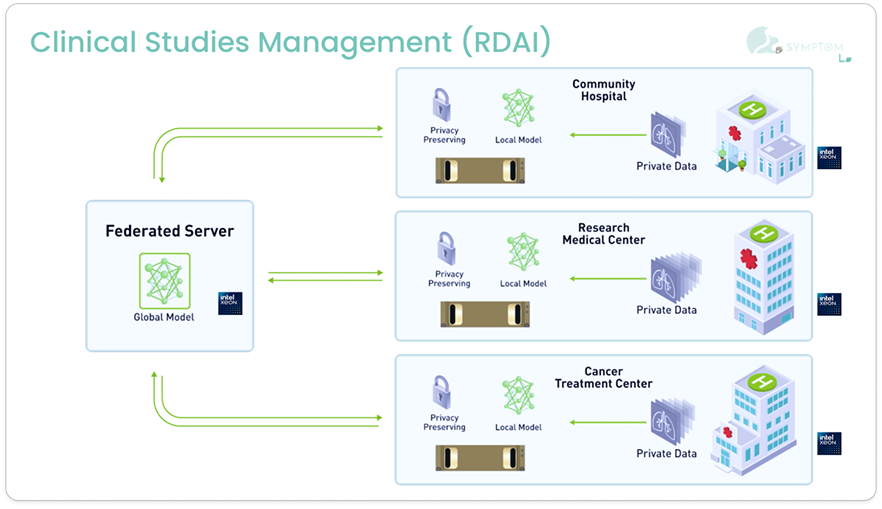 Clinical Studies Management (RDAI)
SYMPTOM
Community
Hospital
H
Privacy
Preserving
Local Model
Private Data
intel
XEON
Federated Server
Global Model
intel
XEON
Research
Medical Center
H
Privacy
Preserving
Local Model
Private Data
intel
XEON
Cancer
Treatment Center
H
Privacy
Preserving
Local Model
Private Data
intel
XEON